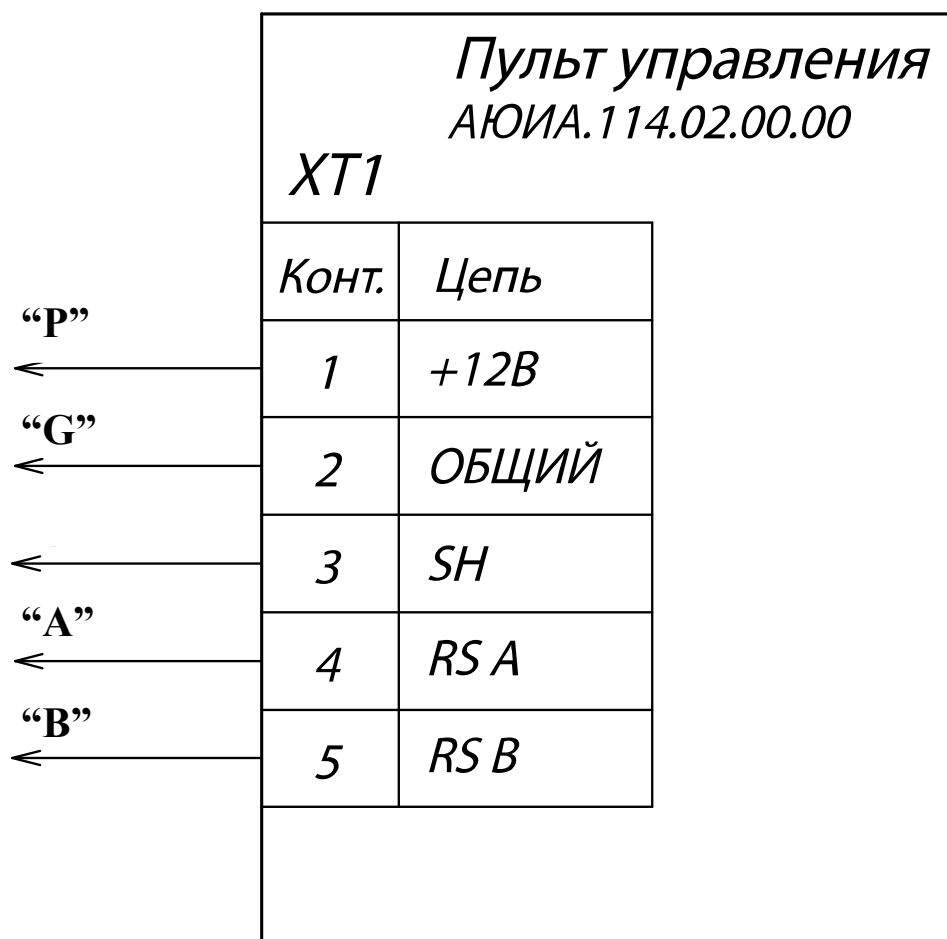 Пульт управления
АЮИА.114.02.00.00
XT1
Конт. Цепь
“P”
1 +12В
“G”
2 ОБЩИЙ
3 SH
“A”
4 RS A
“B”
5 RS B